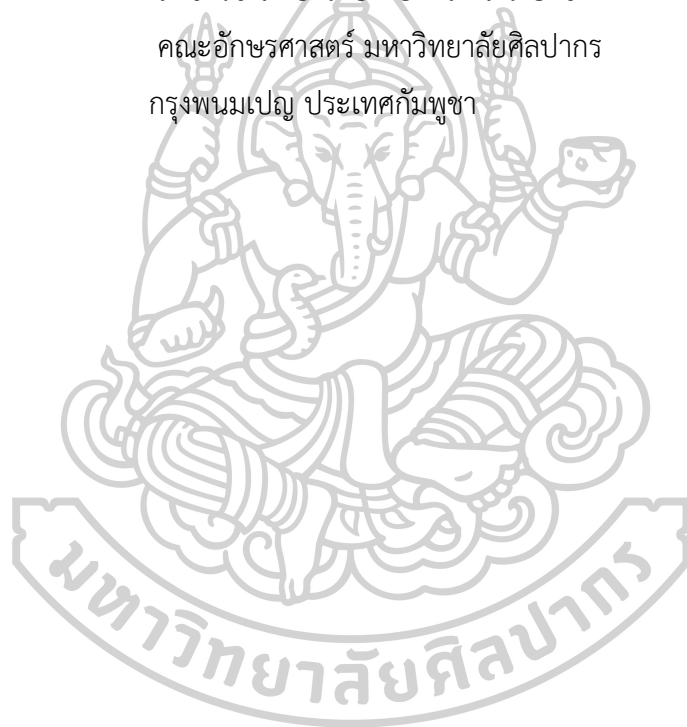 คณะอักษรศาสตร์ มหาวิทยาลัยศิลปากร
กรุงพนมเปญ ประเทศกัมพูชา
มหาวิทยาลัยศิลปากร